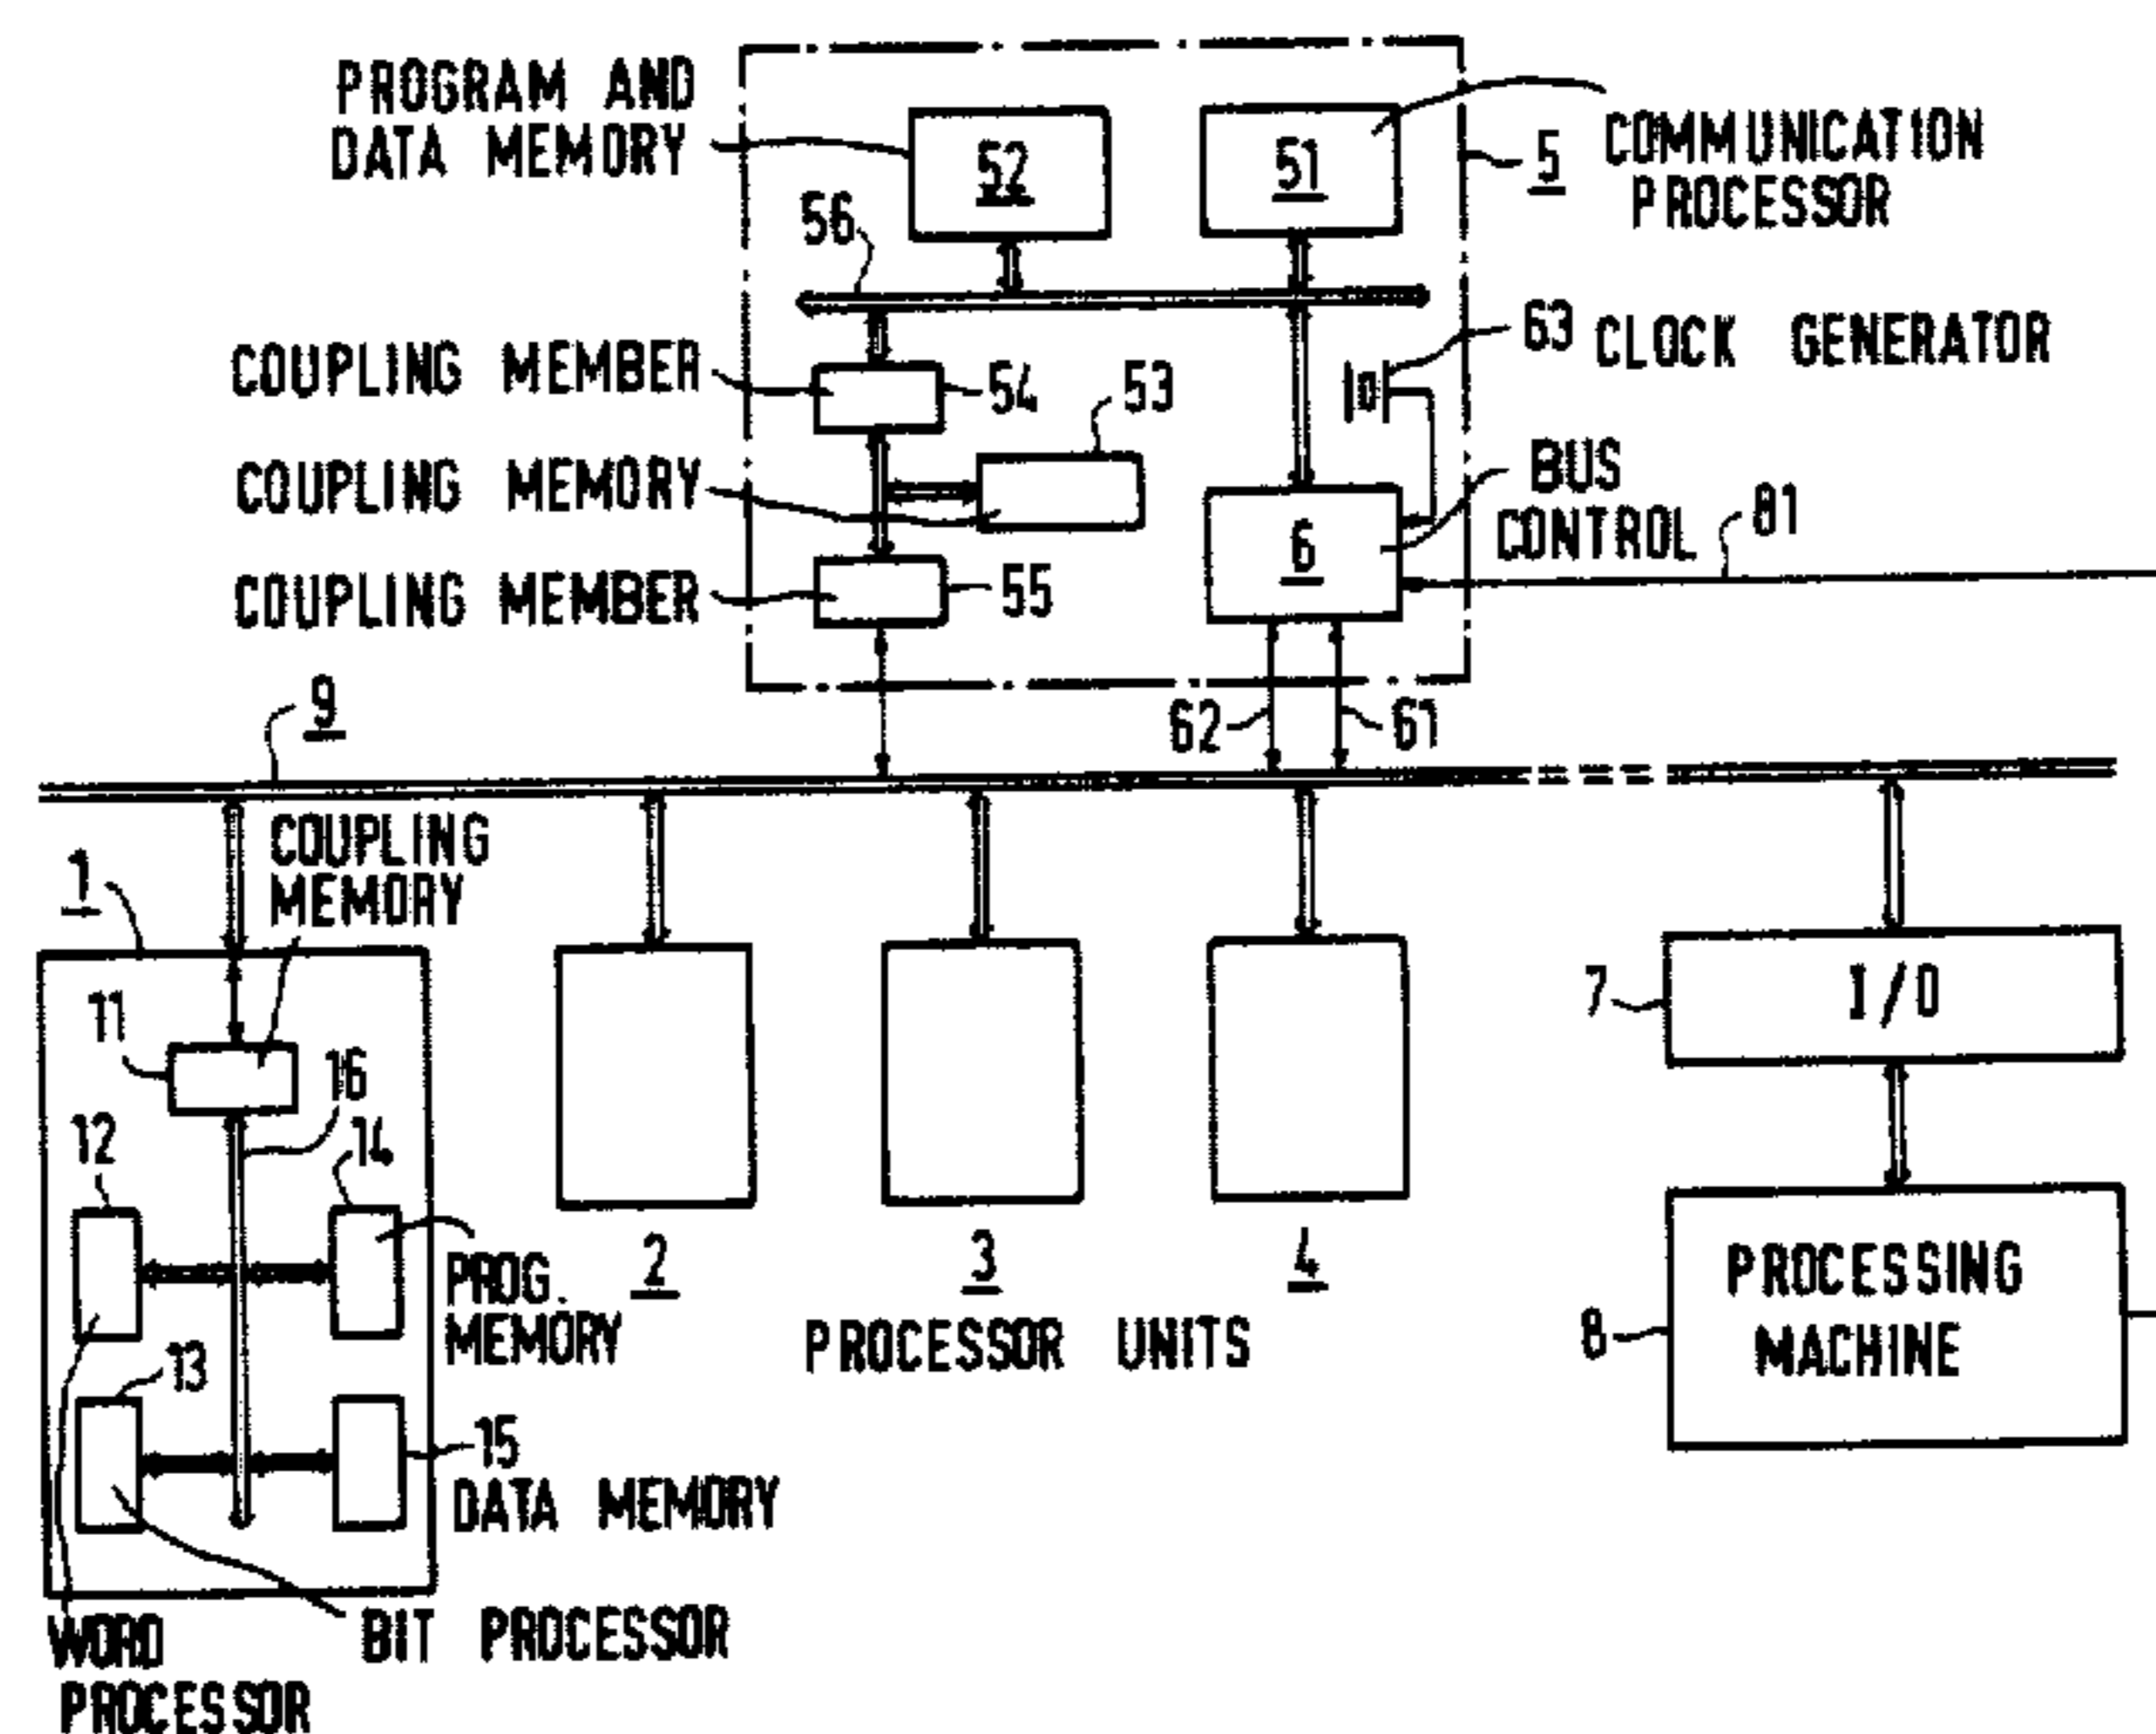 PROGRAM AND
DATA MEMORY
52
51
5
COMMUNICATION
PROCESSOR
56
63 CLOCK GENERATOR
COUPLING MEMBER
54
53
COUPLING MEMORY
BUS
CONTROL
81
6
COUPLING MEMBER
55
9
62
61
COUPLING
MEMORY
1
11
16
7
I/O
12
14
2
3
4
PROG.
MEMORY
PROCESSOR UNITS
8
PROCESSING
MACHINE
13
15
DATA MEMORY
WORD
PROCESSOR
BIT PROCESSOR